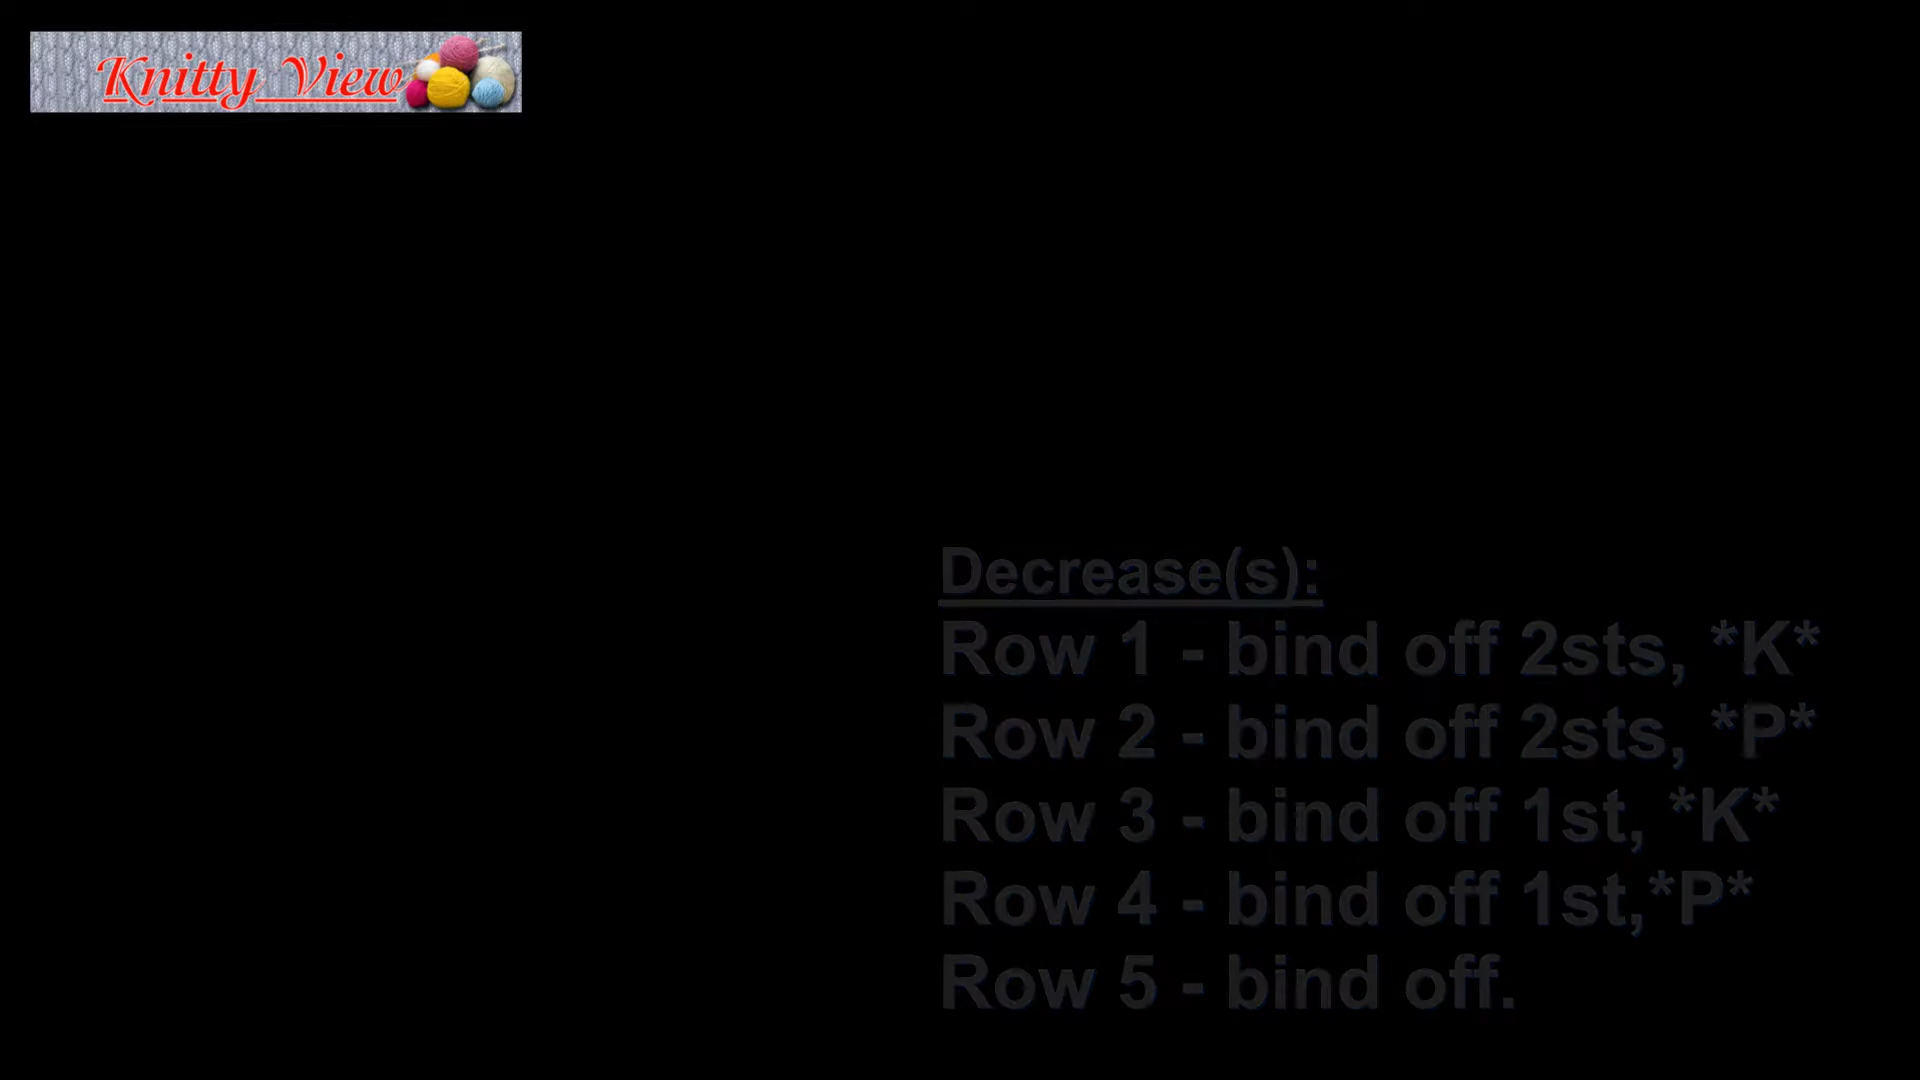 Knitty View
Decrease(s):
Row 1 - bind off 2sts, *K*
Row 2 - bind off 2sts, *P*
Row 3 - bind off 1st, *K*
Row 4 - bind off 1st,*P*
Row 5 - bind off.